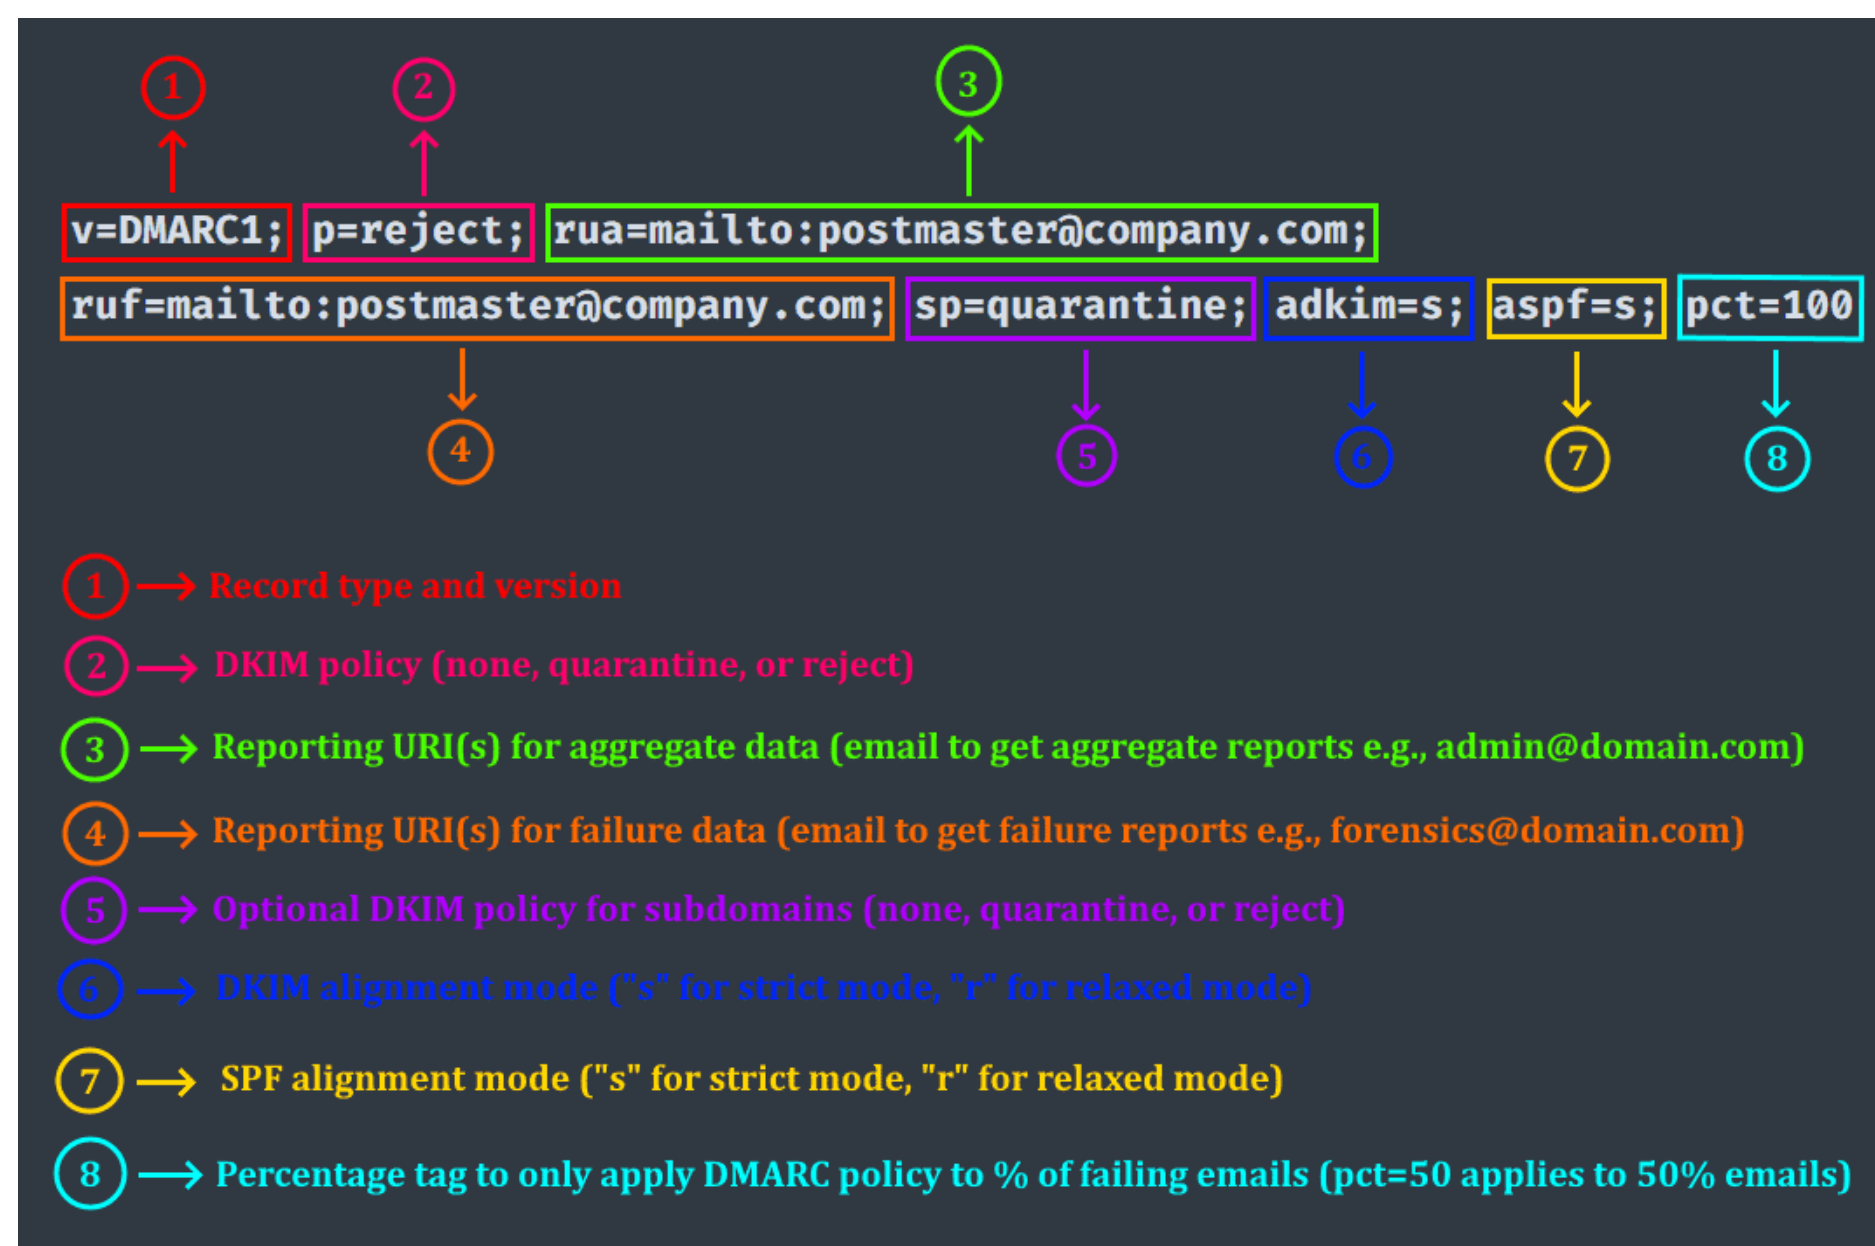 1 2 3
v=DMARC1; p=reject; rua=mailto:postmaster@company.com;
ruf=mailto:postmaster@company.com; sp=quarantine; adkim=s; aspf=s; pct=100
4 5 6 7 8
1 → Record type and version
2 → DKIM policy (none, quarantine, or reject)
3 → Reporting URI(s) for aggregate data (email to get aggregate reports e.g., admin@domain.com)
4 → Reporting URI(s) for failure data (email to get failure reports e.g., forensics@domain.com)
5 → Optional DKIM policy for subdomains (none, quarantine, or reject)
6 → DKIM alignment mode ("s" for strict mode, "r" for relaxed mode)
7 → SPF alignment mode ("s" for strict mode, "r" for relaxed mode)
8 → Percentage tag to only apply DMARC policy to % of failing emails (pct=50 applies to 50% emails)